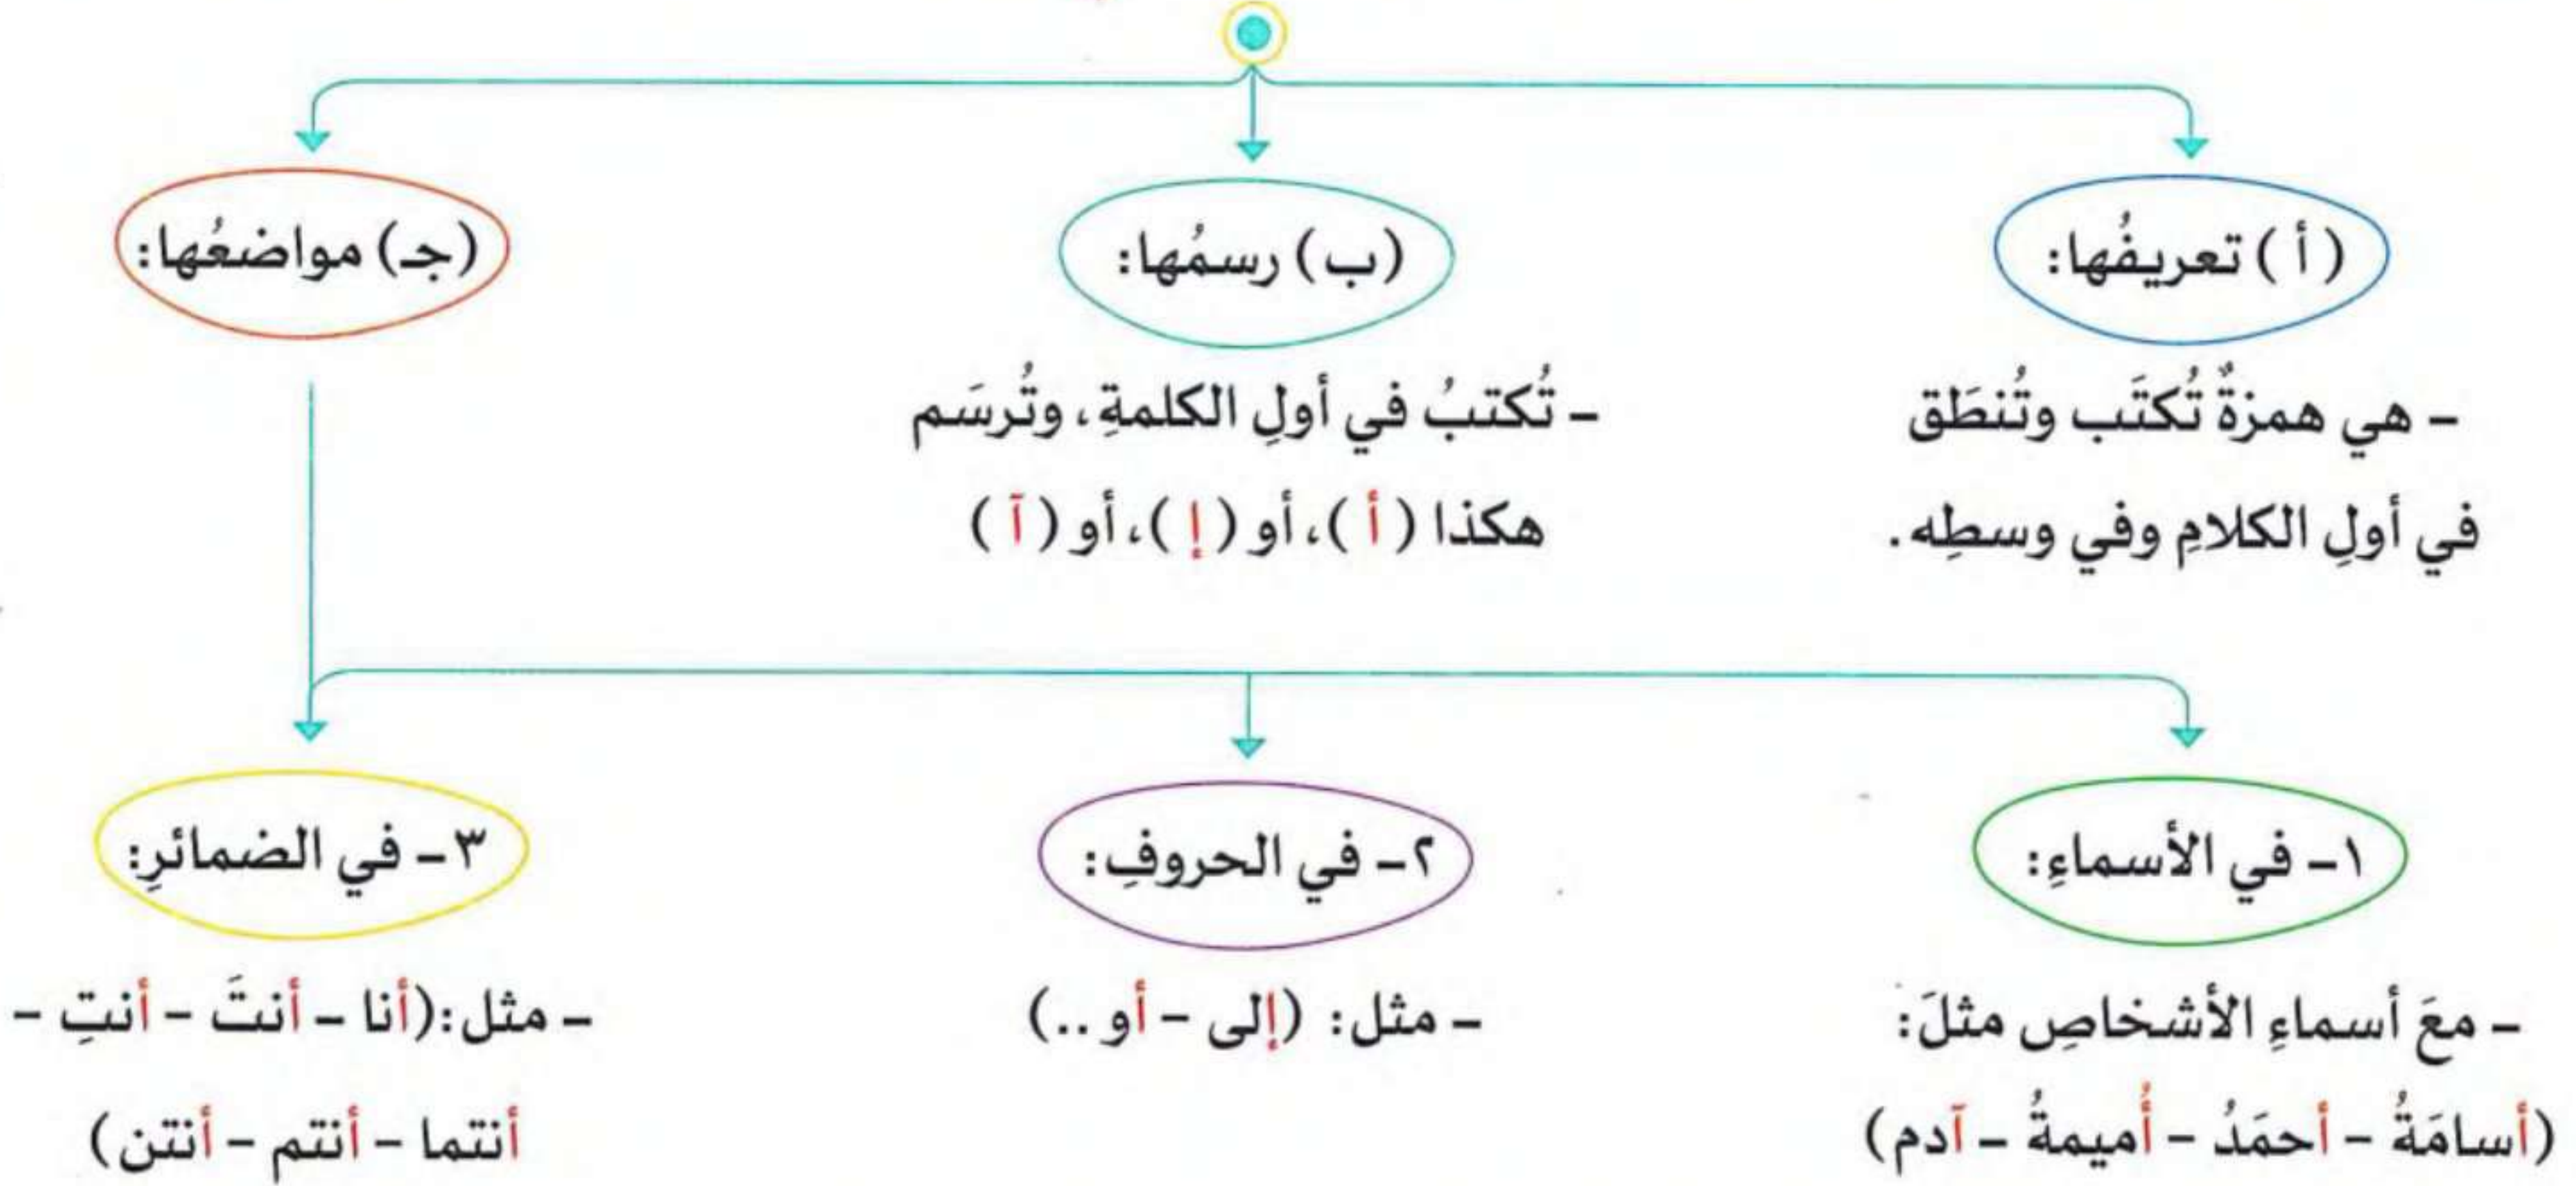 ( أ ) تعريفُها:
- هي همزةٌ تُكتَب وتُنطَق
في أولِ الكلامِ وفي وسطِه.
(ب) رسمُها:
- تُكتبُ في أولِ الكلمةِ، وتُرسَم
هكذا ( أ )، أو ( إ )، أو ( آ )
(جـ) مواضعُها:
١- في الأسماءِ:
- معَ أسماءِ الأشخاصِ مثلَ:
(أسامَةُ - أحمَدُ - أُميمةُ - آدم)
٢- في الحروفِ:
- مثل: (إلى - أو ..)
٣- في الضمائرِ:
- مثل: (أنا - أنتَ - أنتِ -
أنتما - أنتم - أنتن)